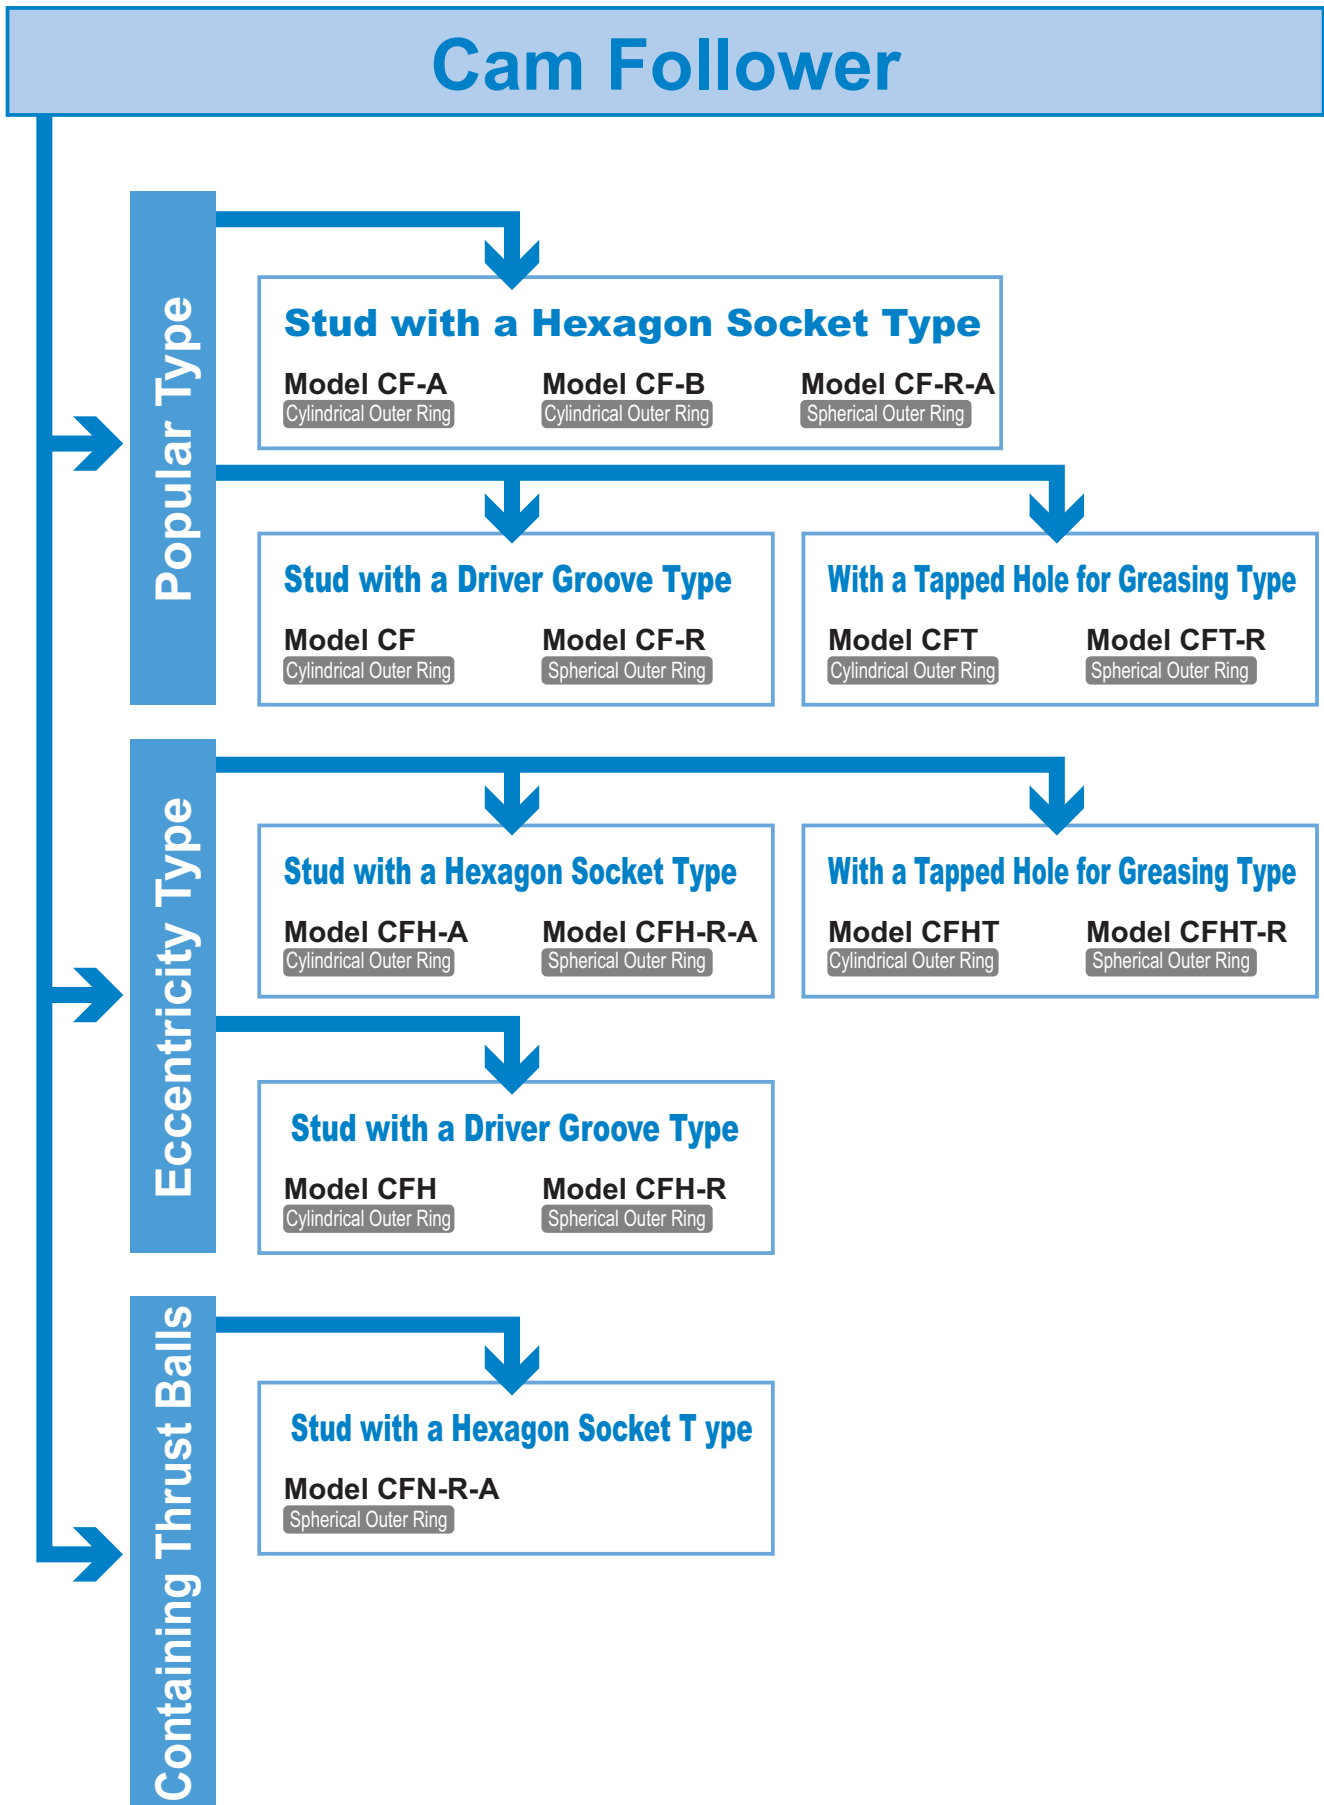 Cam Follower
Popular Type
Stud with a Hexagon Socket Type
Model CF-A
Cylindrical Outer Ring
Model CF-B
Cylindrical Outer Ring
Model CF-R-A
Spherical Outer Ring
Stud with a Driver Groove Type
Model CF
Cylindrical Outer Ring
Model CF-R
Spherical Outer Ring
With a Tapped Hole for Greasing Type
Model CFT
Cylindrical Outer Ring
Model CFT-R
Spherical Outer Ring
Eccentricity Type
Stud with a Hexagon Socket Type
Model CFH-A
Cylindrical Outer Ring
Model CFH-R-A
Spherical Outer Ring
With a Tapped Hole for Greasing Type
Model CFHT
Cylindrical Outer Ring
Model CFHT-R
Spherical Outer Ring
Stud with a Driver Groove Type
Model CFH
Cylindrical Outer Ring
Model CFH-R
Spherical Outer Ring
Containing Thrust Balls
Stud with a Hexagon Socket T ype
Model CFN-R-A
Spherical Outer Ring